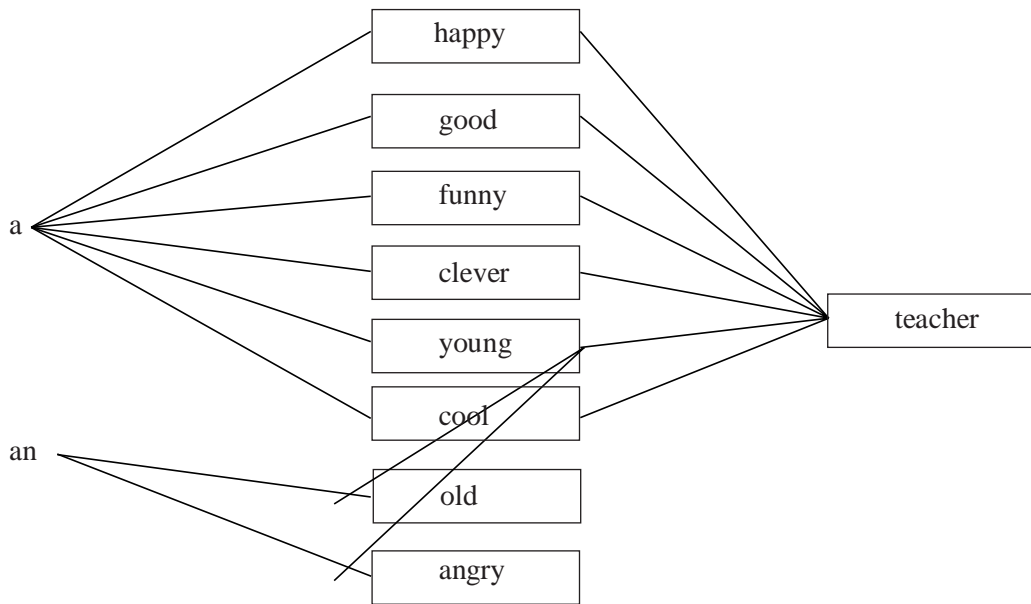 happy
good
funny
a
clever
teacher
young
cool
an
old
angry